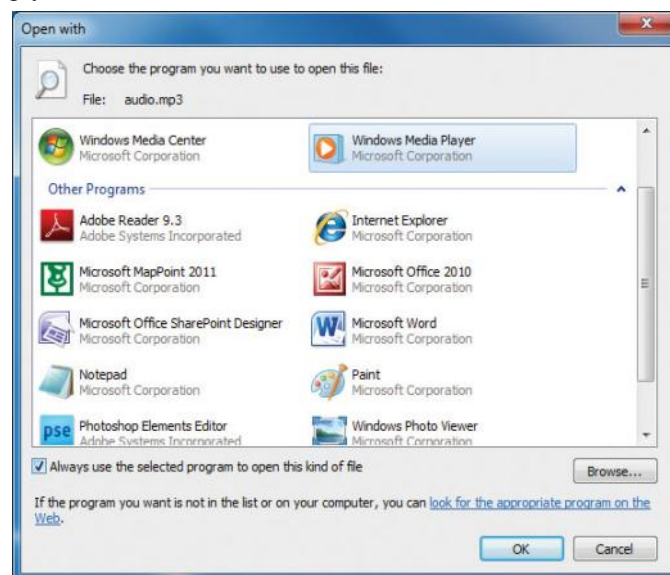 Open with
Choose the program you want to use to open this file:
File: audio.mp3
Windows Media Center
Microsoft Corporation
Windows Media Player
Microsoft Corporation
Other Programs
Adobe Reader 9.3
Adobe Systems Incorporated
Internet Explorer
Microsoft Corporation
Microsoft MapPoint 2011
Microsoft Corporation
Microsoft Office 2010
Microsoft Corporation
Microsoft Office SharePoint Designer
Microsoft Corporation
Microsoft Word
Microsoft Corporation
Notepad
Microsoft Corporation
Paint
Microsoft Corporation
pse
Photoshop Elements Editor
Adobe Systems Incorporated
Windows Photo Viewer
Microsoft Corporation
Always use the selected program to open this kind of file
Browse...
If the program you want is not in the list or on your computer, you can look for the appropriate program on the
Web.
OK
Cancel